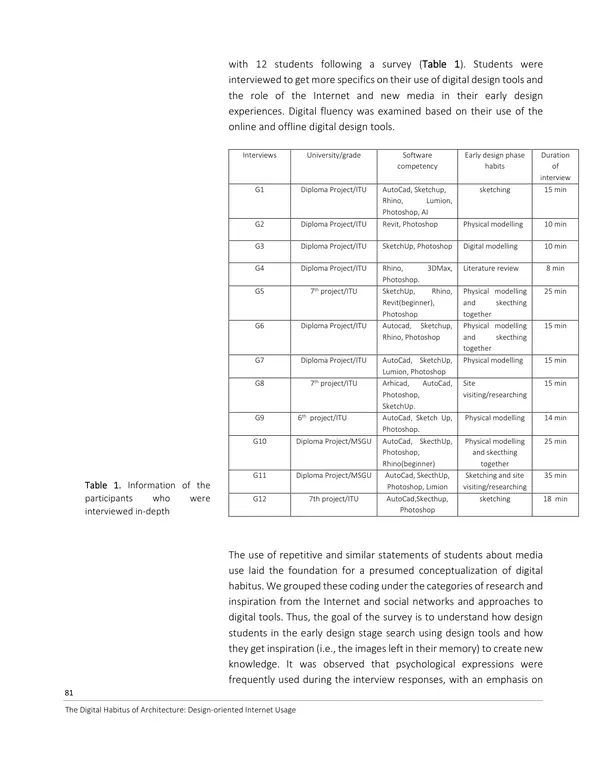 with 12 students following a survey (Table 1). Students were
interviewed to get more specifics on their use of digital design tools and
the role of the Internet and new media in their early design
experiences. Digital fluency was examined based on their use of the
online and offline digital design tools.
Interviews University/grade Software competency Early design phase habits Duration of interview
G1 Diploma Project/ITU AutoCad, Sketchup, Rhino, Lumion, Photoshop, AI sketching 15 min
G2 Diploma Project/ITU Revit, Photoshop Physical modelling 10 min
G3 Diploma Project/ITU SketchUp, Photoshop Digital modelling 10 min
G4 Diploma Project/ITU Rhino, 3DMax, Photoshop. Literature review 8 min
G5 7th project/ITU SketchUp, Rhino, Revit(beginner), Photoshop Physical modelling and skecthing together 25 min
G6 Diploma Project/ITU Autocad, Sketchup, Rhino, Photoshop Physical modelling and skecthing together 15 min
G7 Diploma Project/ITU AutoCad, SketchUp, Lumion, Photoshop Physical modelling 15 min
G8 7th project/ITU Arhicad, AutoCad, Photoshop, SketchUp. Site visiting/researching 15 min
G9 6th project/ITU AutoCad, Sketch Up, Photoshop. Physical modelling 14 min
G10 Diploma Project/MSGU AutoCad, SkecthUp, Photoshop, Rhino(beginner) Physical modelling and skecthing together 25 min
G11 Diploma Project/MSGU AutoCad, SkecthUp, Photoshop, Limion Sketching and site visiting/researching 35 min
G12 7th project/ITU AutoCad,Skecthup, Photoshop sketching 18 min
Table 1. Information of the
participants who were
interviewed in-depth
The use of repetitive and similar statements of students about media
use laid the foundation for a presumed conceptualization of digital
habitus. We grouped these coding under the categories of research and
inspiration from the Internet and social networks and approaches to
digital tools. Thus, the goal of the survey is to understand how design
students in the early design stage search using design tools and how
they get inspiration (i.e., the images left in their memory) to create new
knowledge. It was observed that psychological expressions were
frequently used during the interview responses, with an emphasis on
81
The Digital Habitus of Architecture: Design-oriented Internet Usage